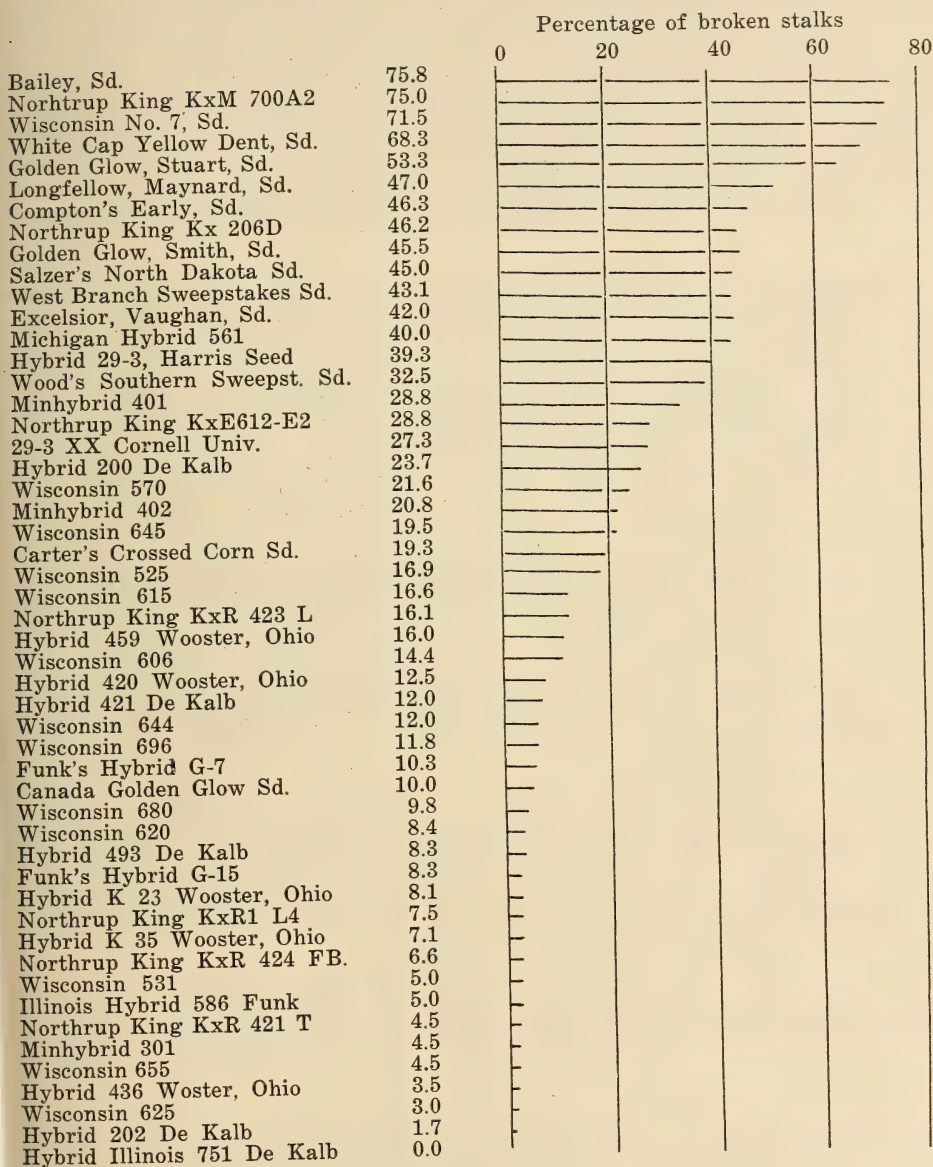 Percentage of broken stalks
0 20 40 60 80
Bailey, Sd. 75.8
Norhtrup King KxM 700A2 75.0
Wisconsin No. 7, Sd. 71.5
White Cap Yellow Dent, Sd. 68.3
Golden Glow, Stuart, Sd. 53.3
Longfellow, Maynard, Sd. 47.0
Compton's Early, Sd. 46.3
Northrup King Kx 206D 46.2
Golden Glow, Smith, Sd. 45.5
Salzer's North Dakota Sd. 45.0
West Branch Sweepstakes Sd. 43.1
Excelsior, Vaughan, Sd. 42.0
Michigan Hybrid 561 40.0
Hybrid 29-3, Harris Seed 39.3
Wood's Southern Sweepst. Sd. 32.5
Minhybrid 401 28.8
Northrup King KxE612-E2 28.8
29-3 XX Cornell Univ. 27.3
Hybrid 200 De Kalb 23.7
Wisconsin 570 21.6
Minhybrid 402 20.8
Wisconsin 645 19.5
Carter's Crossed Corn Sd. 19.3
Wisconsin 525 16.9
Wisconsin 615 16.6
Northrup King KxR 423 L 16.1
Hybrid 459 Wooster, Ohio 16.0
Wisconsin 606 14.4
Hybrid 420 Wooster, Ohio 12.5
Hybrid 421 De Kalb 12.0
Wisconsin 644 12.0
Wisconsin 696 11.8
Funk's Hybrid G-7 10.3
Canada Golden Glow Sd. 10.0
Wisconsin 680 9.8
Wisconsin 620 8.4
Hybrid 493 De Kalb 8.3
Funk's Hybrid G-15 8.3
Hybrid K 23 Wooster, Ohio 8.1
Northrup King KxR1 L4 7.5
Hybrid K 35 Wooster, Ohio 7.1
Northrup King KxR 424 FB. 6.6
Wisconsin 531 5.0
Illinois Hybrid 586 Funk 5.0
Northrup King KxR 421 T 4.5
Minhybrid 301 4.5
Wisconsin 655 4.5
Hybrid 436 Woster, Ohio 3.5
Wisconsin 625 3.0
Hybrid 202 De Kalb 1.7
Hybrid Illinois 751 De Kalb 0.0